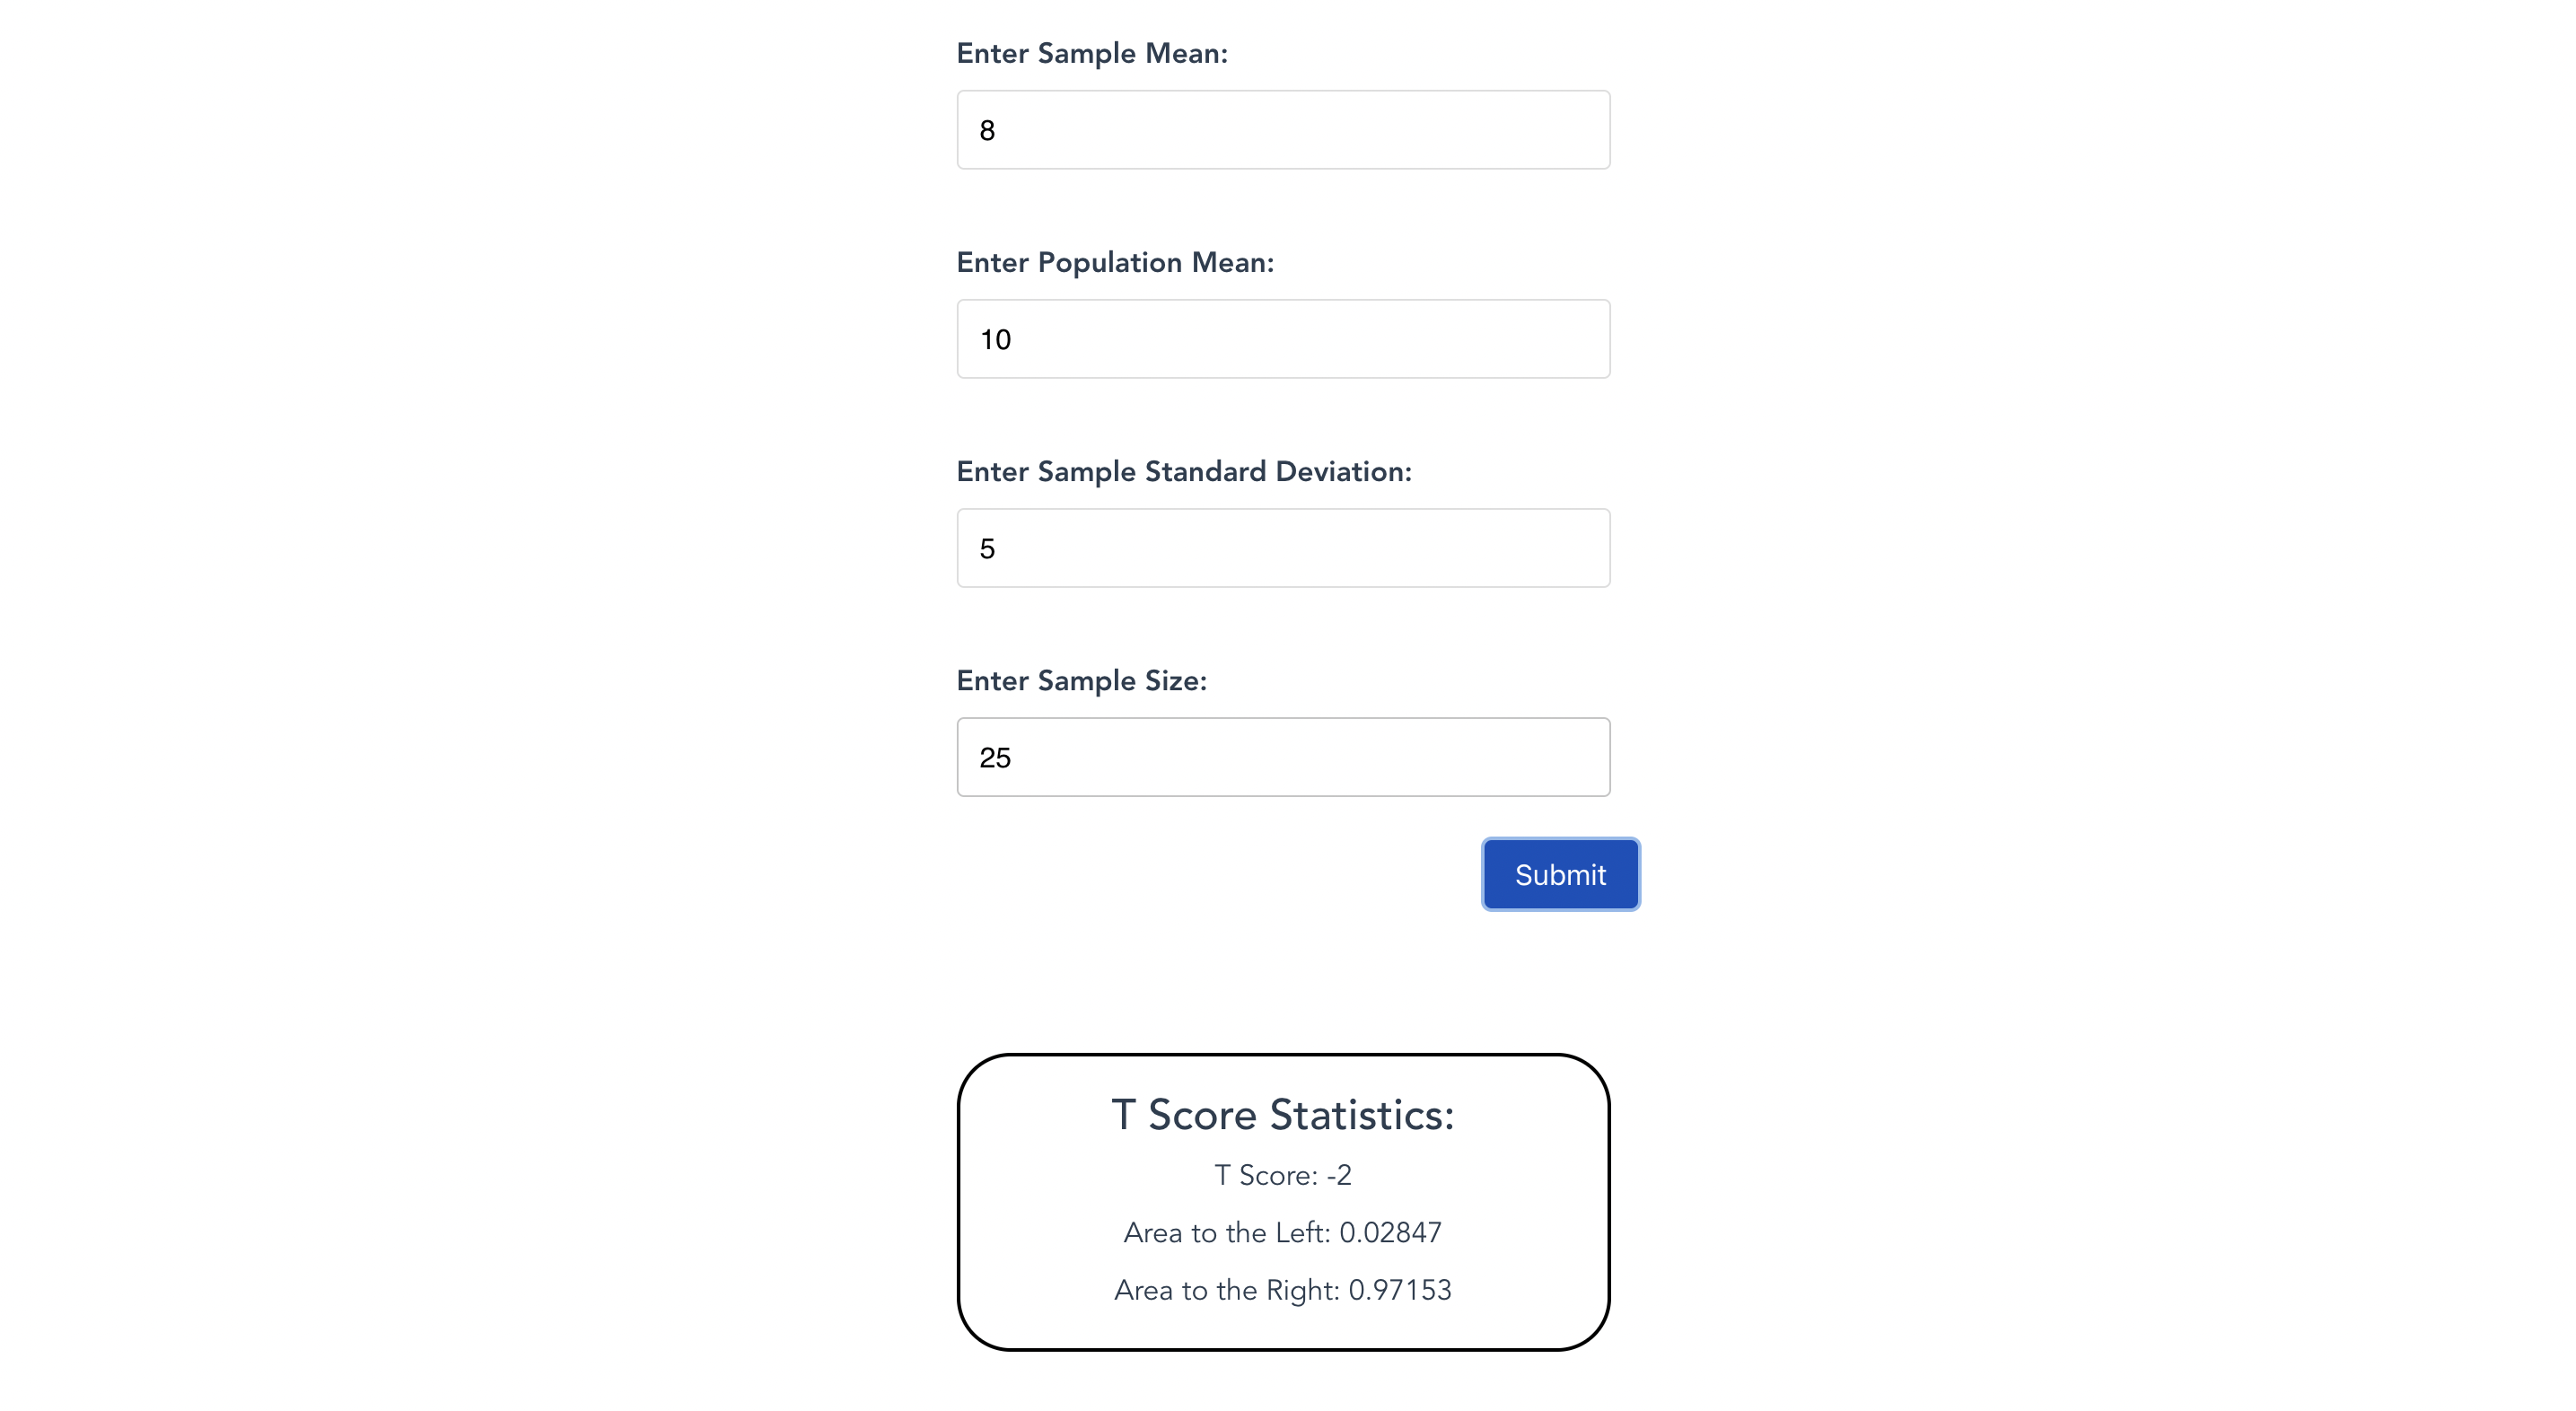 Enter Sample Mean:
8
Enter Population Mean:
10
Enter Sample Standard Deviation:
5
Enter Sample Size:
25
Submit
T Score Statistics:
T Score: -2
Area to the Left: 0.02847
Area to the Right: 0.97153